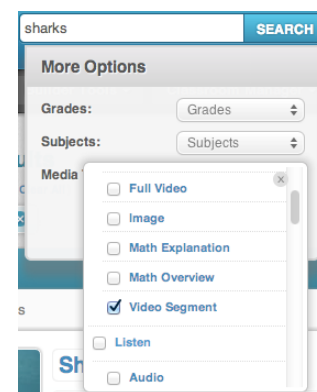 sharks SEARCH
More Options
Grades: Grades
Subjects: Subjects
Media
Full Video
Image
Math Explanation
Math Overview
Video Segment
s
Listen
Sh
Audio